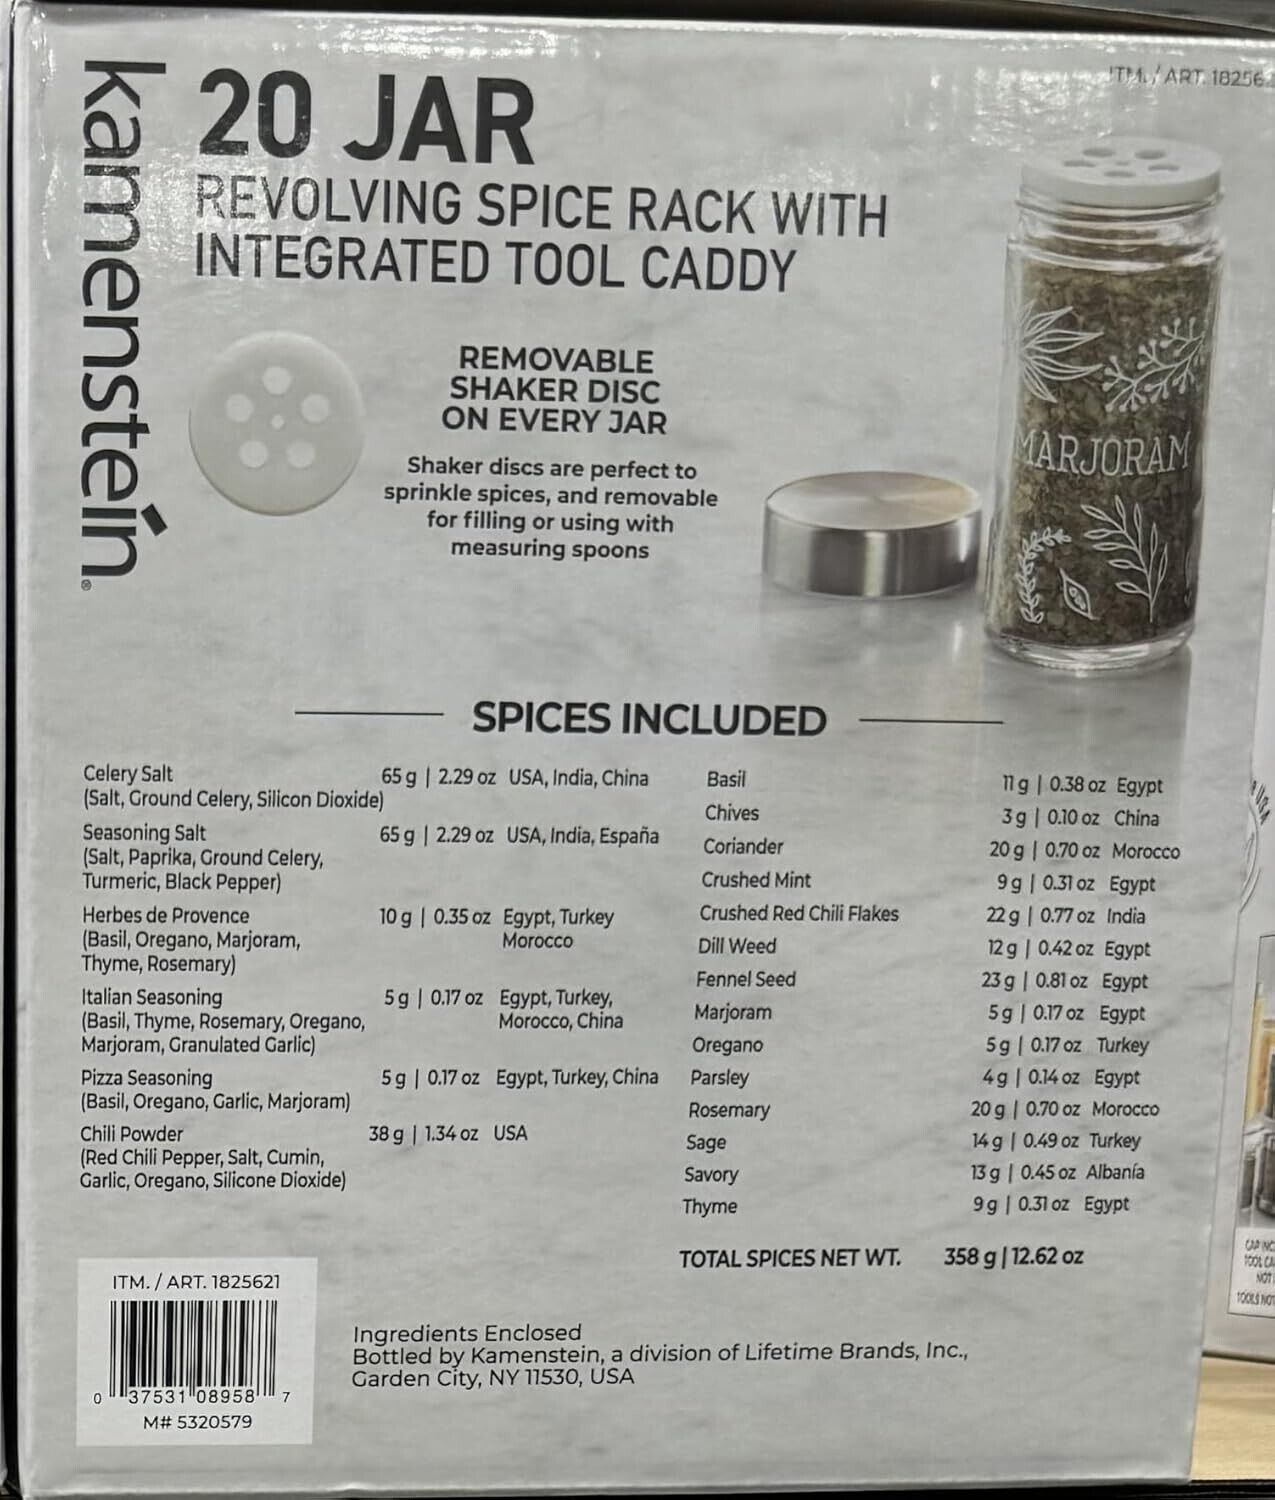 kamenstein®
20 JAR
REVOLVING SPICE RACK WITH
INTEGRATED TOOL CADDY
ITM. / ART. 18256
REMOVABLE
SHAKER DISC
ON EVERY JAR
Shaker discs are perfect to
sprinkle spices, and removable
for filling or using with
measuring spoons
MARJORAM
SPICES INCLUDED
Celery Salt 65 g | 2.29 oz USA, India, China
(Salt, Ground Celery, Silicon Dioxide)
Seasoning Salt 65 g | 2.29 oz USA, India, España
(Salt, Paprika, Ground Celery,
Turmeric, Black Pepper)
Herbes de Provence 10 g | 0.35 oz Egypt, Turkey
(Basil, Oregano, Marjoram, Morocco
Thyme, Rosemary)
Italian Seasoning 5 g | 0.17 oz Egypt, Turkey,
(Basil, Thyme, Rosemary, Oregano, Morocco, China
Marjoram, Granulated Garlic)
Pizza Seasoning 5 g | 0.17 oz Egypt, Turkey, China
(Basil, Oregano, Garlic, Marjoram)
Chili Powder 38 g | 1.34 oz USA
(Red Chili Pepper, Salt, Cumin,
Garlic, Oregano, Silicone Dioxide)
Basil 11 g | 0.38 oz Egypt
Chives 3 g | 0.10 oz China
Coriander 20 g | 0.70 oz Morocco
Crushed Mint 9 g | 0.31 oz Egypt
Crushed Red Chili Flakes 22 g | 0.77 oz India
Dill Weed 12 g | 0.42 oz Egypt
Fennel Seed 23 g | 0.81 oz Egypt
Marjoram 5 g | 0.17 oz Egypt
Oregano 5 g | 0.17 oz Turkey
Parsley 4 g | 0.14 oz Egypt
Rosemary 20 g | 0.70 oz Morocco
Sage 14 g | 0.49 oz Turkey
Savory 13 g | 0.45 oz Albanía
Thyme 9 g | 0.31 oz Egypt
TOTAL SPICES NET WT. 358 g | 12.62 oz
ITM. / ART. 1825621
0 37531 08958 7
M# 5320579
Ingredients Enclosed
Bottled by Kamenstein, a division of Lifetime Brands, Inc.,
Garden City, NY 11530, USA
USA
TOOLS NOT